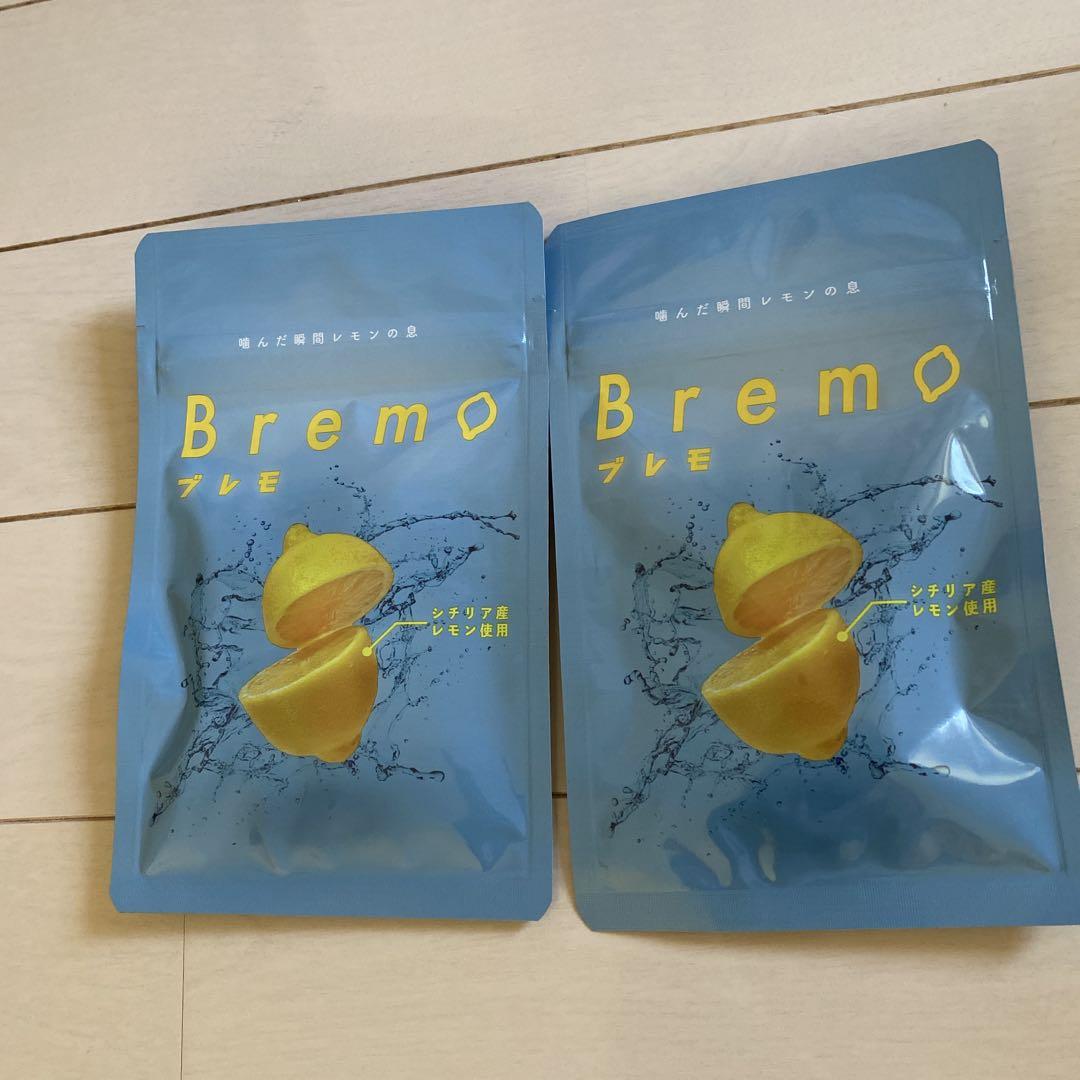 噛んだ瞬間レモンの息
Bremo
ブレモ
シチリア産
レモン使用
噛んだ瞬間レモンの息
Bremo
ブレモ
シチリア産
レモン使用